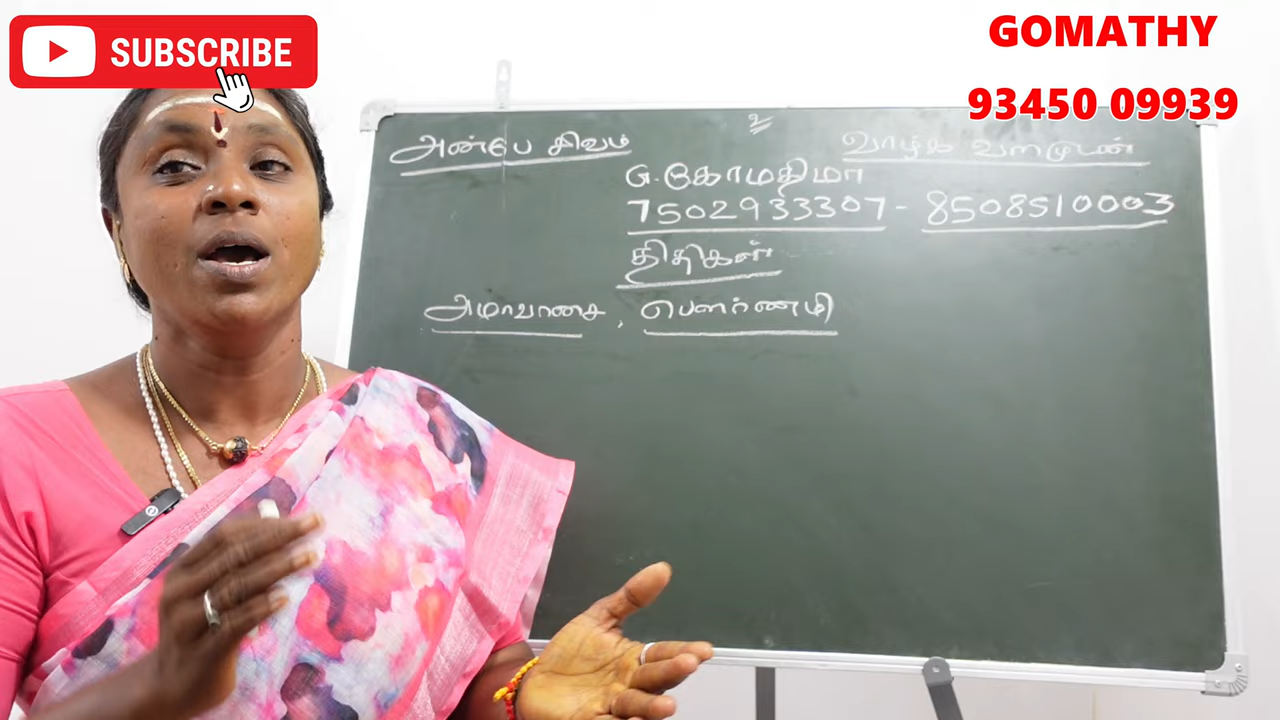 SUBSCRIBE
GOMATHY
93450 09939
உ
அன்பே சிவம்
வாழ்க வளமுடன்
G. கோமதிமா
7502933307 - 8508510003
திதிகள்
அமாவாசை, பௌர்ணமி